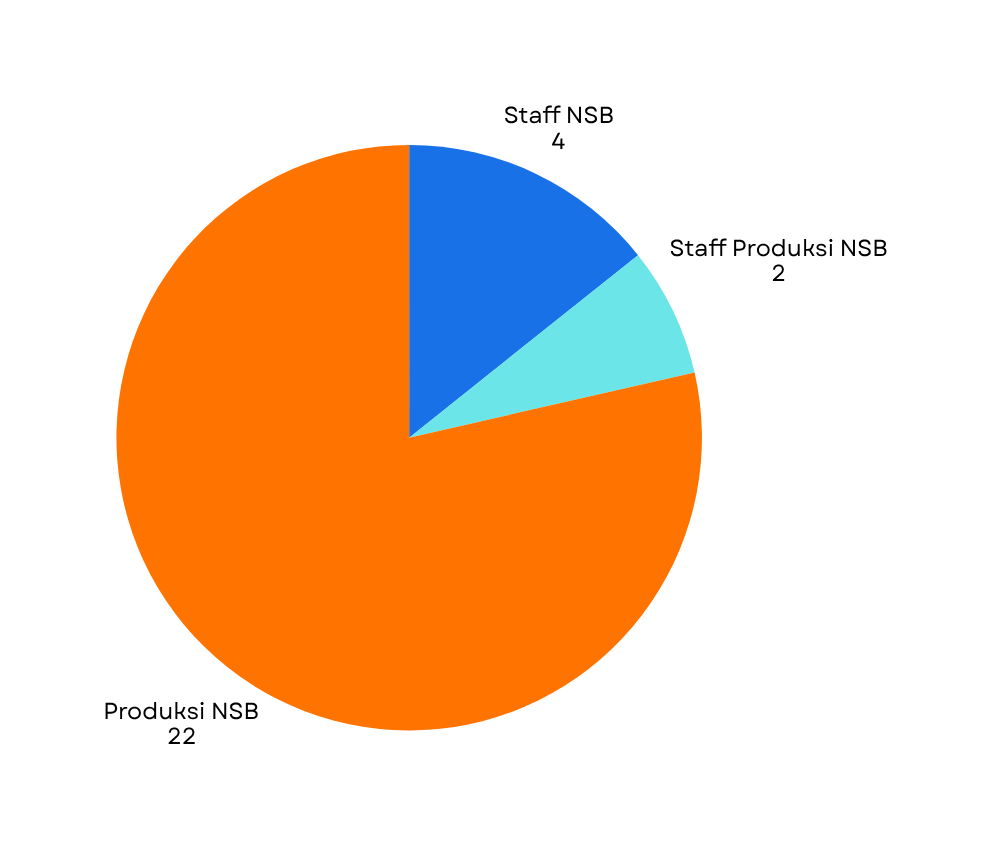 Staff NSB
4
Staff Produksi NSB
2
Produksi NSB
22